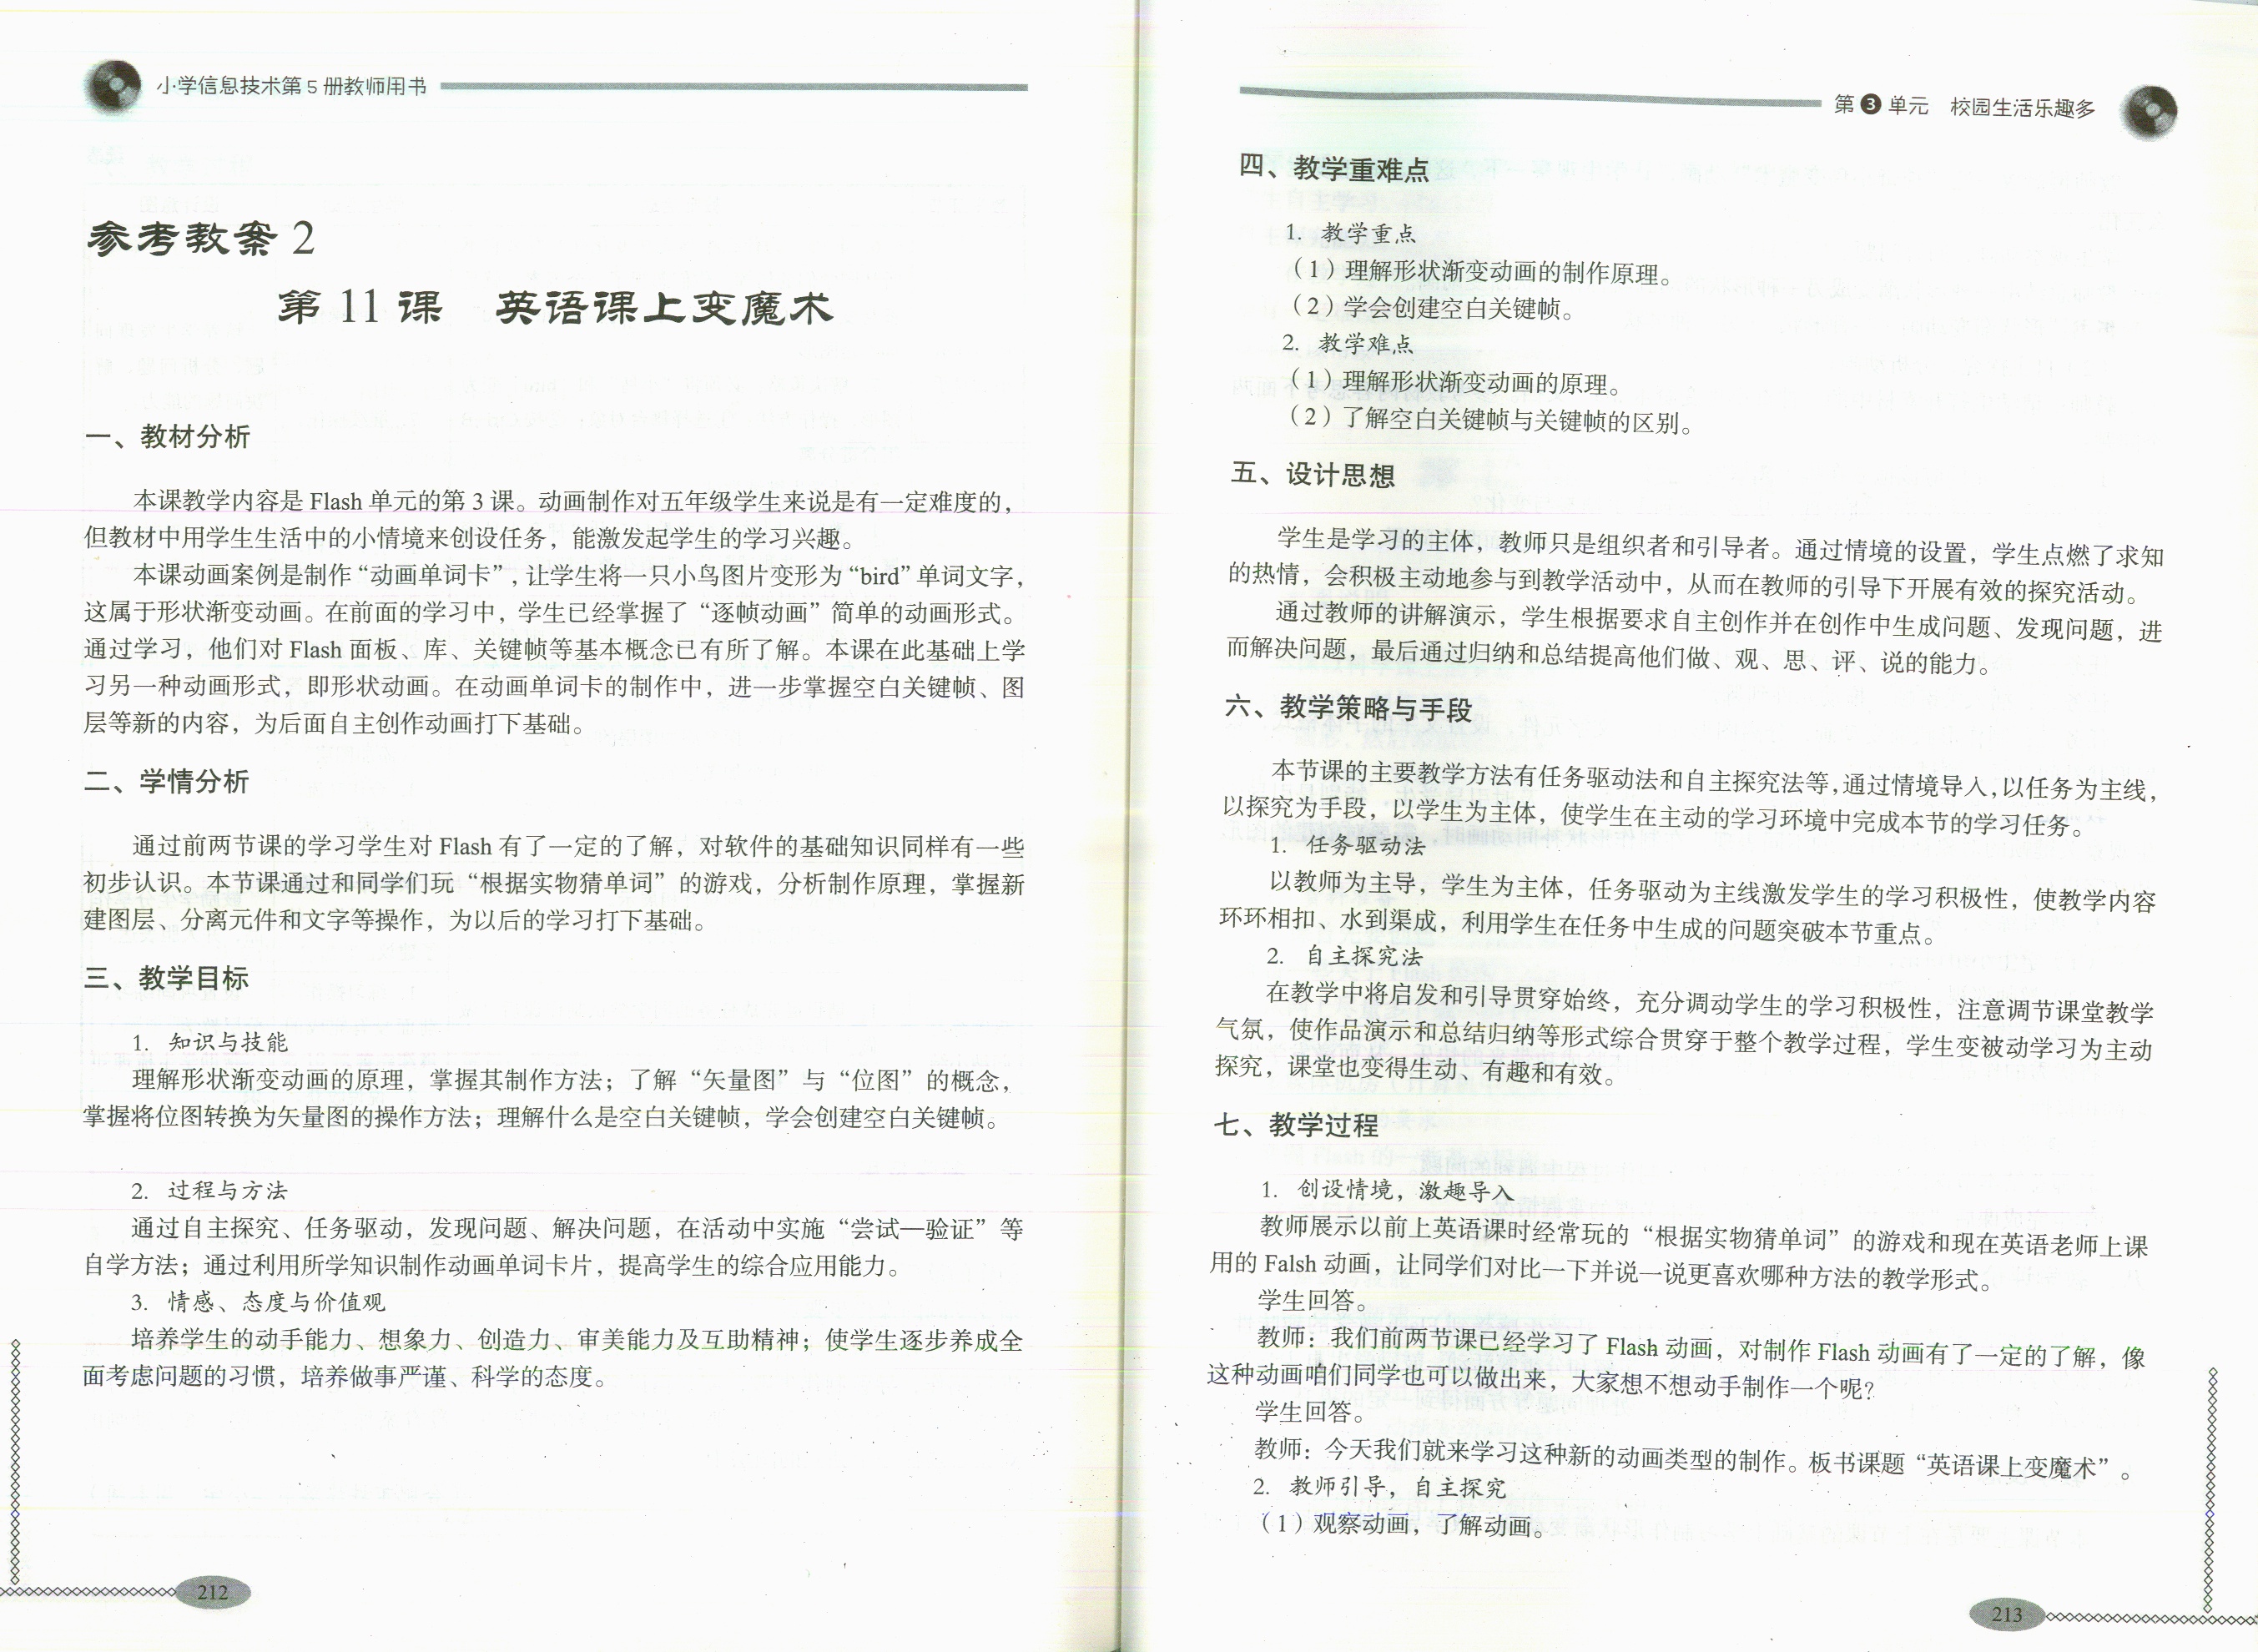 小学信息技术第5册教师用书
参考教案2
第11课 英语课上变魔术
一、教材分析
本课教学内容是Flash单元的第3课。动画制作对五年级学生来说是有一定难度的，
但教材中用学生生活中的小情境来创设任务，能激发起学生的学习兴趣。
本课动画案例是制作“动画单词卡”，让学生将一只小鸟图片变形为“bird”单词文字，
这属于形状渐变动画。在前面的学习中，学生已经掌握了“逐帧动画”简单的动画形式。
通过学习，他们对Flash面板、库、关键帧等基本概念已有所了解。本课在此基础上学
习另一种动画形式，即形状动画。在动画单词卡的制作中，进一步掌握空白关键帧、图
层等新的内容，为后面自主创作动画打下基础。
二、学情分析
通过前两节课的学习学生对Flash有了一定的了解，对软件的基础知识同样有一些
初步认识。本节课通过和同学们玩“根据实物猜单词”的游戏，分析制作原理，掌握新
建图层、分离元件和文字等操作，为以后的学习打下基础。
三、教学目标
1. 知识与技能
理解形状渐变动画的原理，掌握其制作方法；了解“矢量图”与“位图”的概念，
掌握将位图转换为矢量图的操作方法；理解什么是空白关键帧，学会创建空白关键帧。
2. 过程与方法
通过自主探究、任务驱动，发现问题、解决问题，在活动中实施“尝试—验证”等
自学方法；通过利用所学知识制作动画单词卡片，提高学生的综合应用能力。
3. 情感、态度与价值观
培养学生的动手能力、想象力、创造力、审美能力及互助精神；使学生逐步养成全
面考虑问题的习惯，培养做事严谨、科学的态度。
212
第3单元 校园生活乐趣多
四、教学重难点
1. 教学重点
（1）理解形状渐变动画的制作原理。
（2）学会创建空白关键帧。
2. 教学难点
（1）理解形状渐变动画的原理。
（2）了解空白关键帧与关键帧的区别。
五、设计思想
学生是学习的主体，教师只是组织者和引导者。通过情境的设置，学生点燃了求知
的热情，会积极主动地参与到教学活动中，从而在教师的引导下开展有效的探究活动。
通过教师的讲解演示，学生根据要求自主创作并在创作中生成问题、发现问题，进
而解决问题，最后通过归纳和总结提高他们做、观、思、评、说的能力。
六、教学策略与手段
本节课的主要教学方法有任务驱动法和自主探究法等，通过情境导人，以任务为主线，
以探究为手段，以学生为主体，使学生在主动的学习环境中完成本节的学习任务。
1. 任务驱动法
以教师为主导，学生为主体，任务驱动为主线激发学生的学习积极性，使教学内容
环环相扣、水到渠成，利用学生在任务中生成的问题突破本节重点。
2. 自主探究法
在教学中将启发和引导贯穿始终，充分调动学生的学习积极性，注意调节课堂教学
气氛，使作品演示和总结归纳等形式综合贯穿于整个教学过程，学生变被动学习为主动
探究，课堂也变得生动、有趣和有效。
七、教学过程
1. 创设情境，激趣导入
教师展示以前上英语课时经常玩的“根据实物猜单词”的游戏和现在英语老师上课
用的Falsh动画，让同学们对比一下并说一说更喜欢哪种方法的教学形式。
学生回答。
教师：我们前两节课已经学习了Flash动画，对制作Flash动画有了一定的了解，像
这种动画咱们同学也可以做出来，大家想不想动手制作一个呢？
学生回答。
教师：今天我们就来学习这种新的动画类型的制作。板书课题“英语课上变魔术”。
2. 教师引导，自主探究
（1）观察动画，了解动画。
213